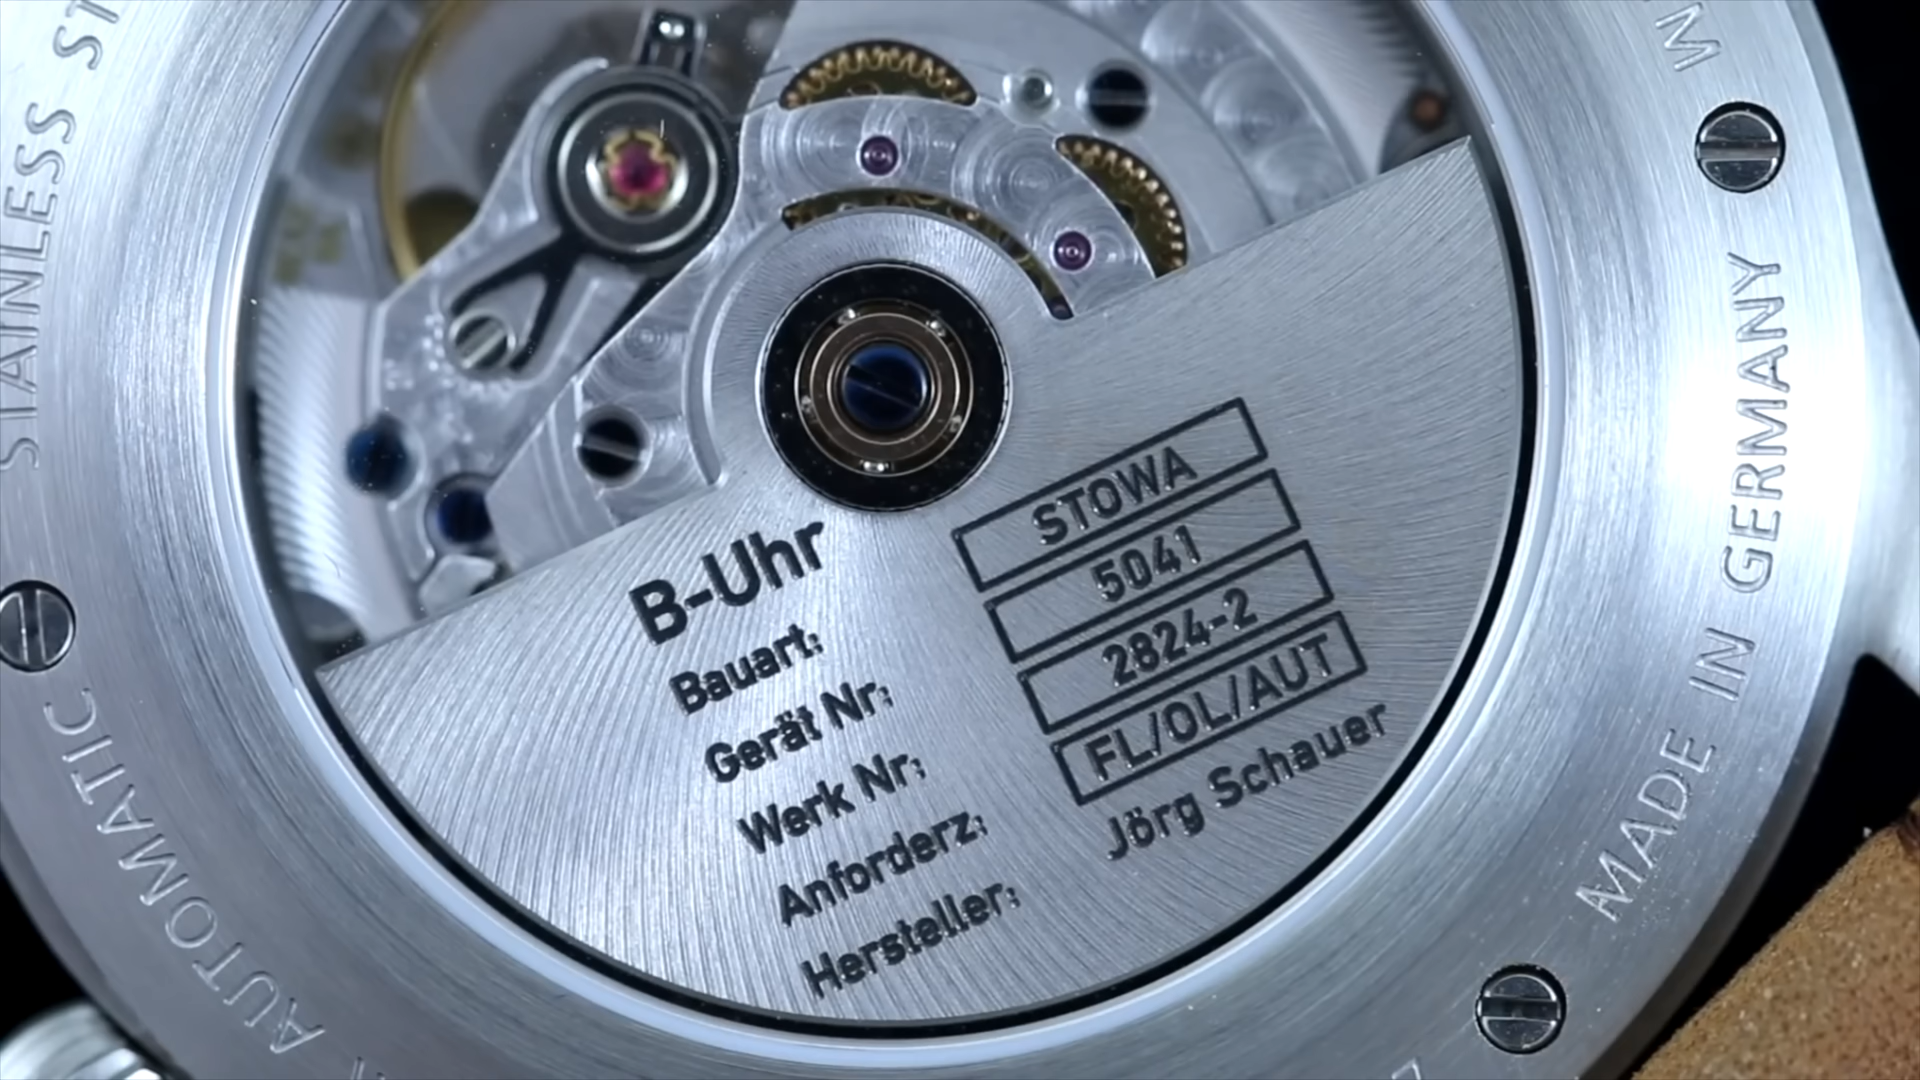 B-Uhr
Bauart: STOWA
Gerät Nr: 5041
Werk Nr: 2824-2
Anforderz: FL/OL/AUT
Hersteller: Jörg Schauer
STAINLESS
AUTOMATIC
MADE IN GERMANY